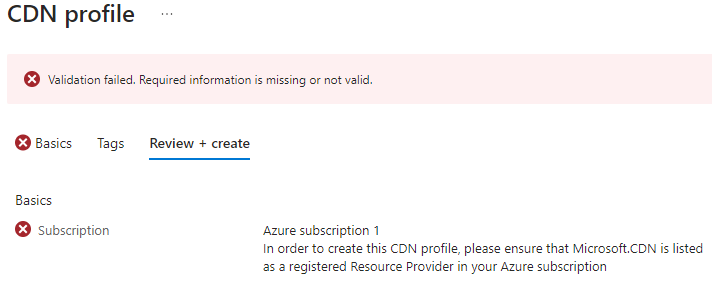 CDN profile ...
Validation failed. Required information is missing or not valid.
Basics Tags Review + create
Basics
Subscription Azure subscription 1
In order to create this CDN profile, please ensure that Microsoft.CDN is listed
as a registered Resource Provider in your Azure subscription